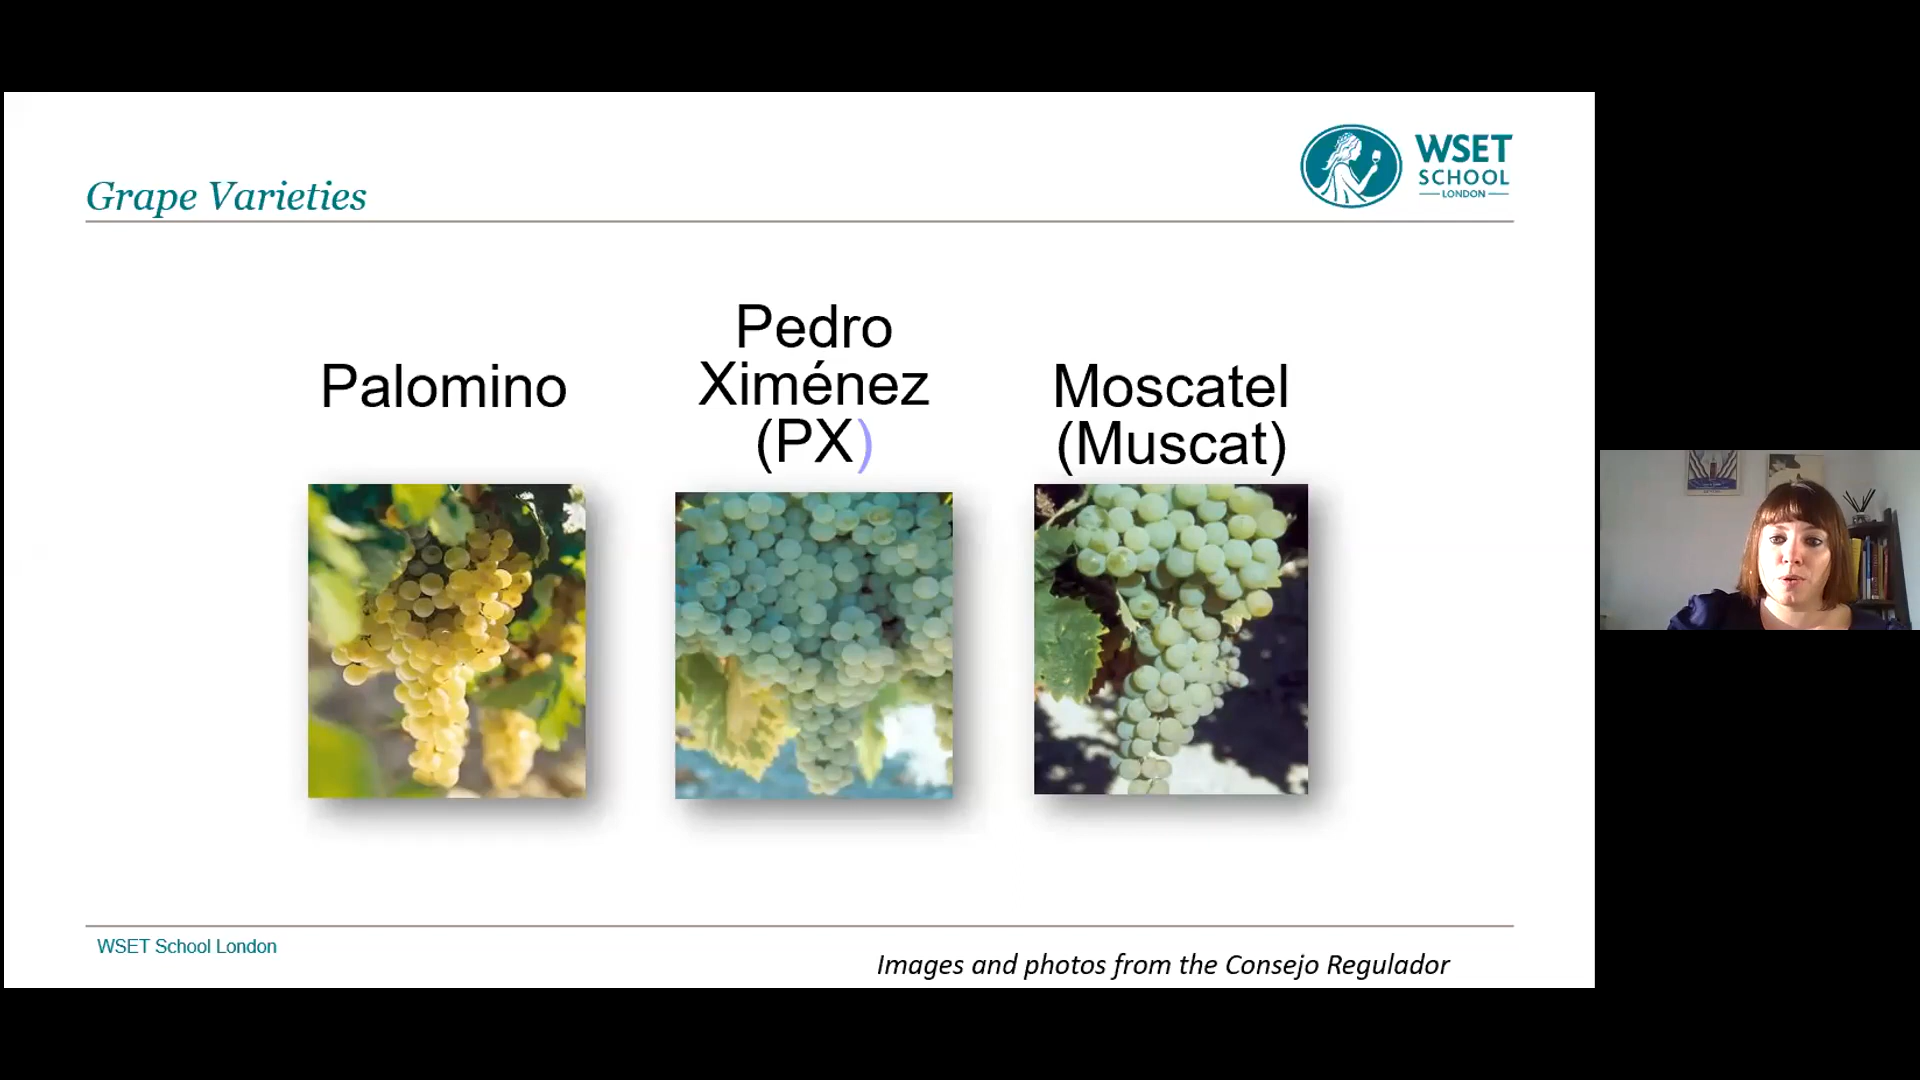 Grape Varieties
WSET
SCHOOL
LONDON
Palomino
Pedro
Ximénez
(PX)
Moscatel
(Muscat)
WSET School London
Images and photos from the Consejo Regulador